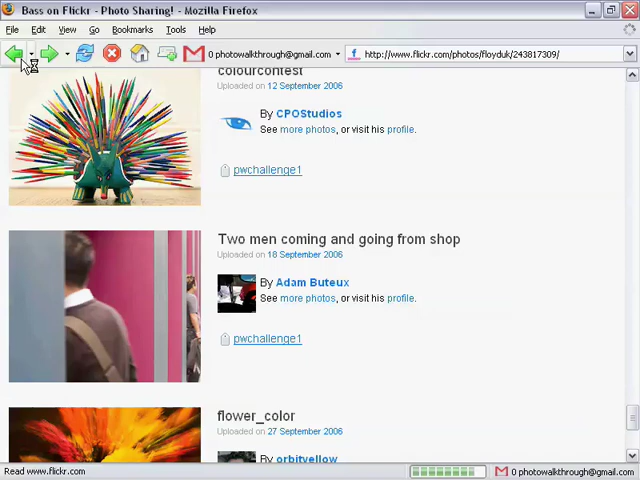 Bass on Flickr - Photo Sharing! - Mozilla Firefox
File Edit View Go Bookmarks Tools Help
0 photowalkthrough@gmail.com http://www.flickr.com/photos/floyduk/243817309/
colourcontest
Uploaded on 12 September 2006
By CPOStudios
See more photos, or visit his profile.
pwchallenge1
Two men coming and going from shop
Uploaded on 18 September 2006
By Adam Buteux
See more photos, or visit his profile.
pwchallenge1
flower_color
Uploaded on 27 September 2006
By orbityellow
Read www.flickr.com 0 photowalkthrough@gmail.com